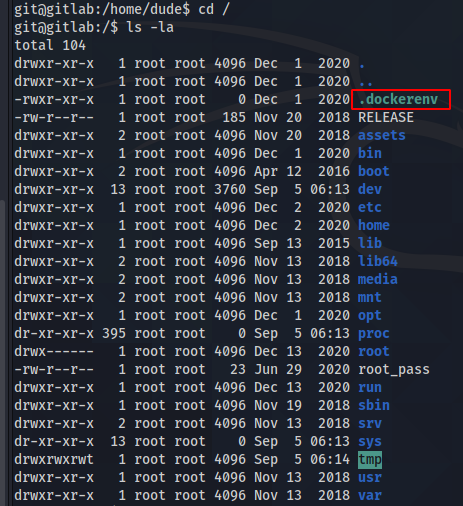 git@gitlab:/home/dude$ cd /
git@gitlab:/$ ls -la
total 104
drwxr-xr-x   1 root root 4096 Dec  1  2020 .
drwxr-xr-x   1 root root 4096 Dec  1  2020 ..
-rwxr-xr-x   1 root root    0 Dec  1  2020 .dockerenv
-rw-r--r--   1 root root  185 Nov 20  2018 RELEASE
drwxr-xr-x   2 root root 4096 Nov 20  2018 assets
drwxr-xr-x   1 root root 4096 Dec  1  2020 bin
drwxr-xr-x   2 root root 4096 Apr 12  2016 boot
drwxr-xr-x  13 root root 3760 Sep  5 06:13 dev
drwxr-xr-x   1 root root 4096 Dec  2  2020 etc
drwxr-xr-x   1 root root 4096 Dec  2  2020 home
drwxr-xr-x   1 root root 4096 Sep 13  2015 lib
drwxr-xr-x   2 root root 4096 Nov 13  2018 lib64
drwxr-xr-x   2 root root 4096 Nov 13  2018 media
drwxr-xr-x   2 root root 4096 Nov 13  2018 mnt
drwxr-xr-x   1 root root 4096 Dec  1  2020 opt
dr-xr-xr-x 395 root root    0 Sep  5 06:13 proc
drwx------   1 root root 4096 Dec 13  2020 root
-rw-r--r--   1 root root   23 Jun 29  2020 root_pass
drwxr-xr-x   1 root root 4096 Dec 13  2020 run
drwxr-xr-x   1 root root 4096 Nov 19  2018 sbin
drwxr-xr-x   2 root root 4096 Nov 13  2018 srv
dr-xr-xr-x  13 root root    0 Sep  5 06:13 sys
drwxrwxrwt   1 root root 4096 Sep  5 06:14 tmp
drwxr-xr-x   1 root root 4096 Nov 13  2018 usr
drwxr-xr-x   1 root root 4096 Nov 13  2018 var